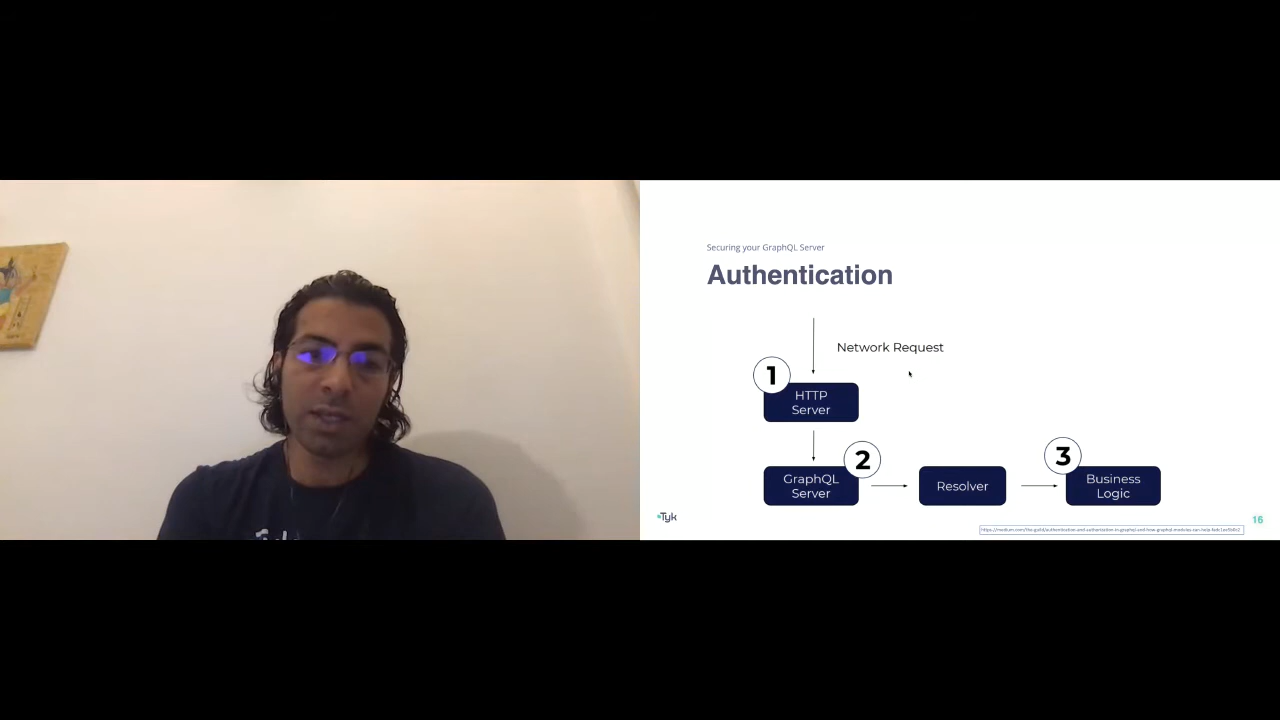 Securing your GraphQL Server
Authentication
Network Request
1
HTTP
Server
2
GraphQL
Server
Resolver
3
Business
Logic
Tyk
16